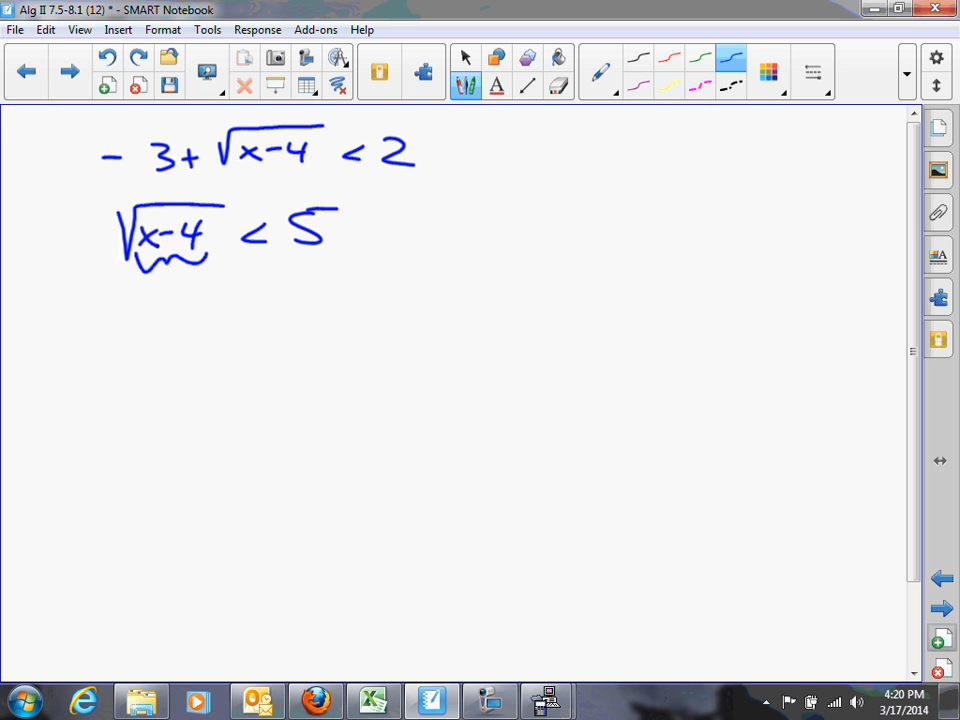 Alg II 7.5-8.1 (12) * - SMART Notebook
File Edit View Insert Format Tools Response Add-ons Help
- 3+√x-4 < 2
√x-4 < 5
4:20 PM
3/17/2014